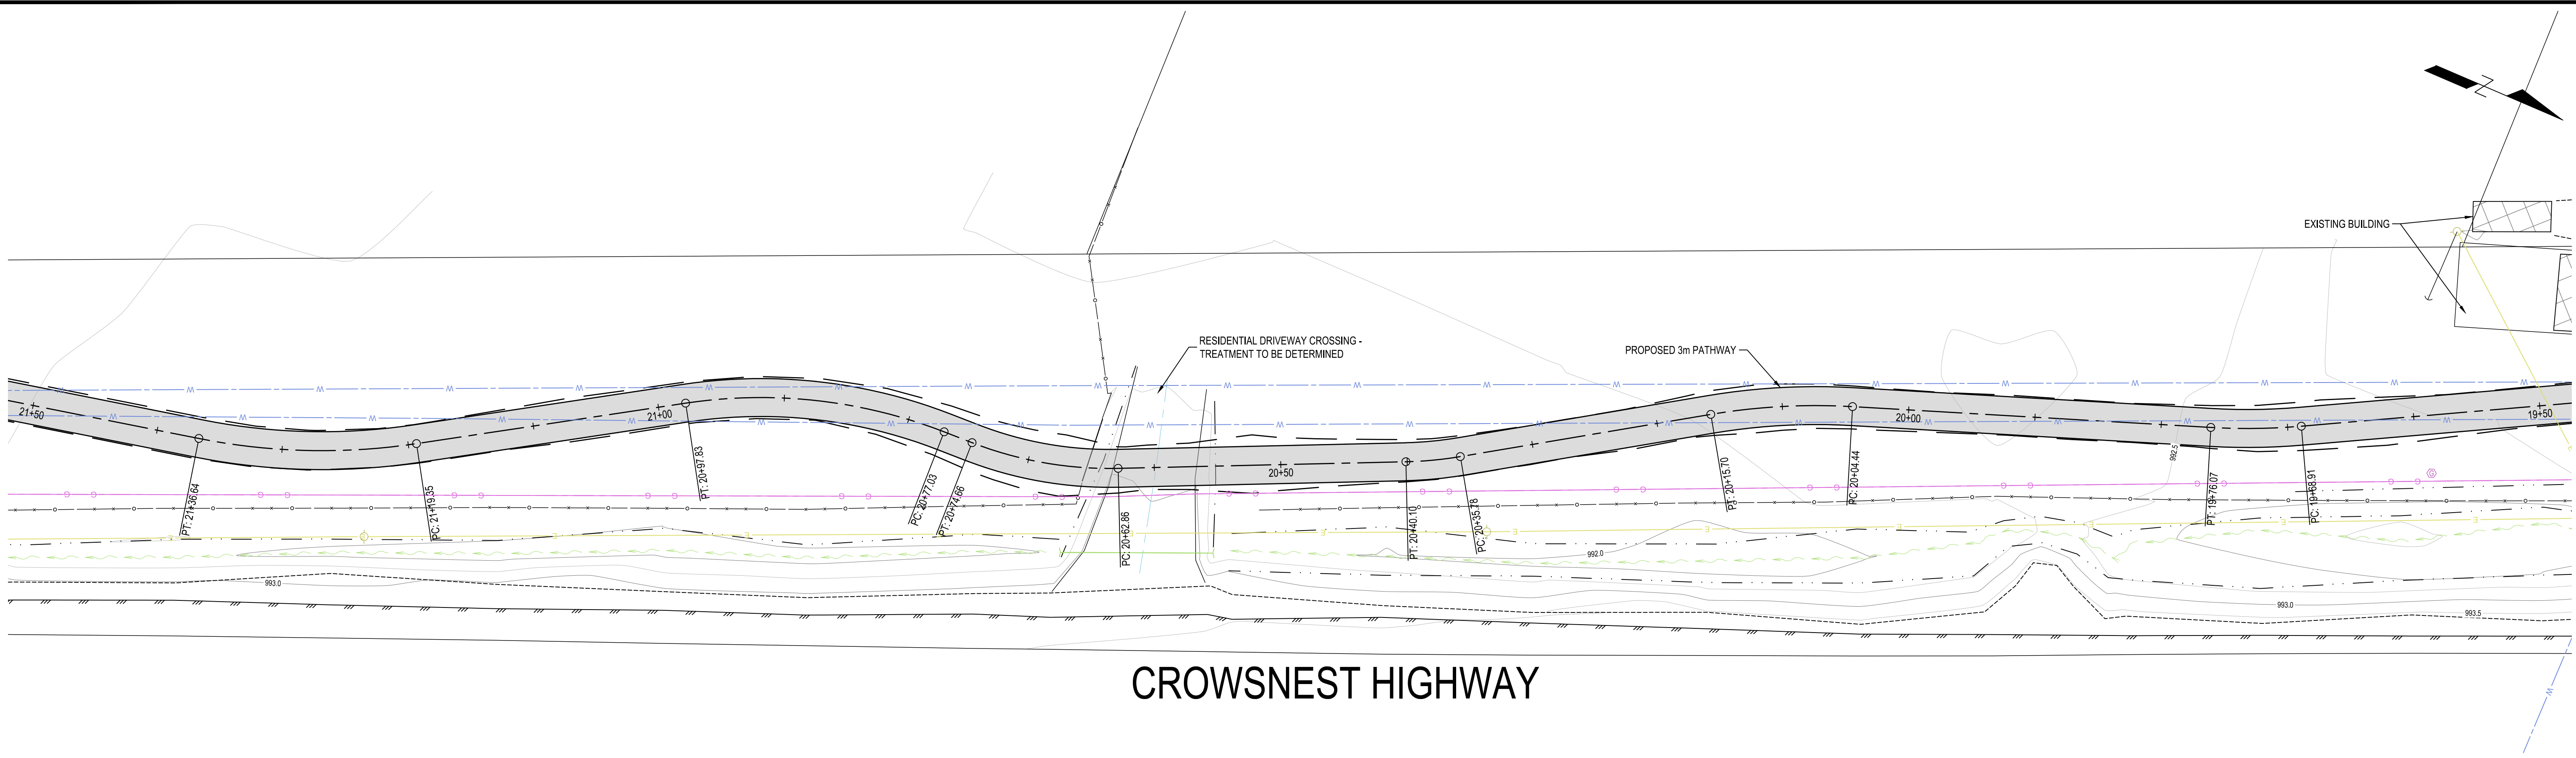 Z
EXISTING BUILDING
RESIDENTIAL DRIVEWAY CROSSING -
TREATMENT TO BE DETERMINED
PROPOSED 3m PATHWAY
21+50
21+00
20+50
20+00
19+50
PT: 21+36.64
PC: 21+19.35
PT: 20+97.83
PC: 20+77.03
PT: 20+74.66
PC: 20+62.86
PT: 20+40.10
PC: 20+35.78
PT: 20+15.70
PC: 20+04.44
PT: 19+76.07
PC: 19+68.91
992.5
992.0
993.0
993.0
993.5
CROWSNEST HIGHWAY